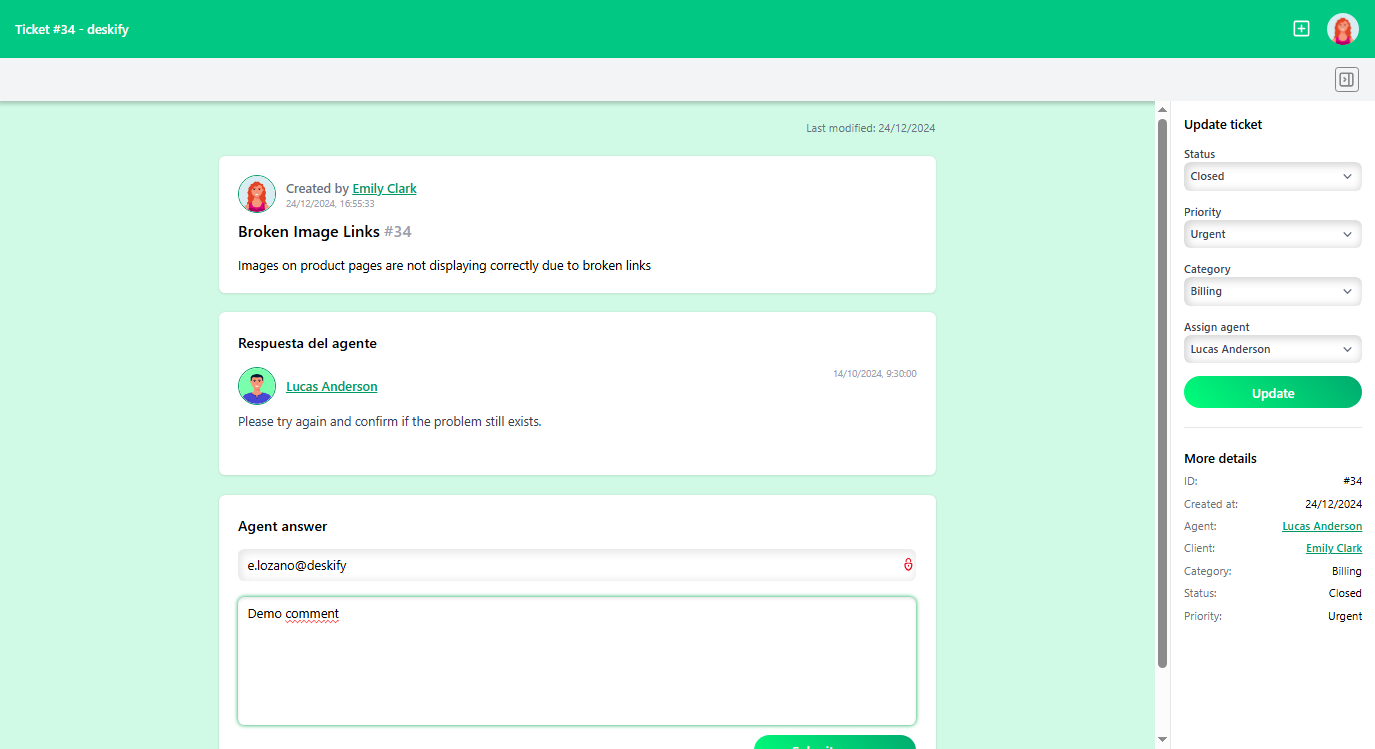 Ticket #34 - deskify
Last modified: 24/12/2024
Created by Emily Clark
24/12/2024, 16:55:33
Broken Image Links #34
Images on product pages are not displaying correctly due to broken links
Respuesta del agente
Lucas Anderson
14/10/2024, 9:30:00
Please try again and confirm if the problem still exists.
Agent answer
e.lozano@deskify
Demo comment
Update ticket
Status
Closed
Priority
Urgent
Category
Billing
Assign agent
Lucas Anderson
Update
More details
ID: #34
Created at: 24/12/2024
Agent: Lucas Anderson
Client: Emily Clark
Category: Billing
Status: Closed
Priority: Urgent